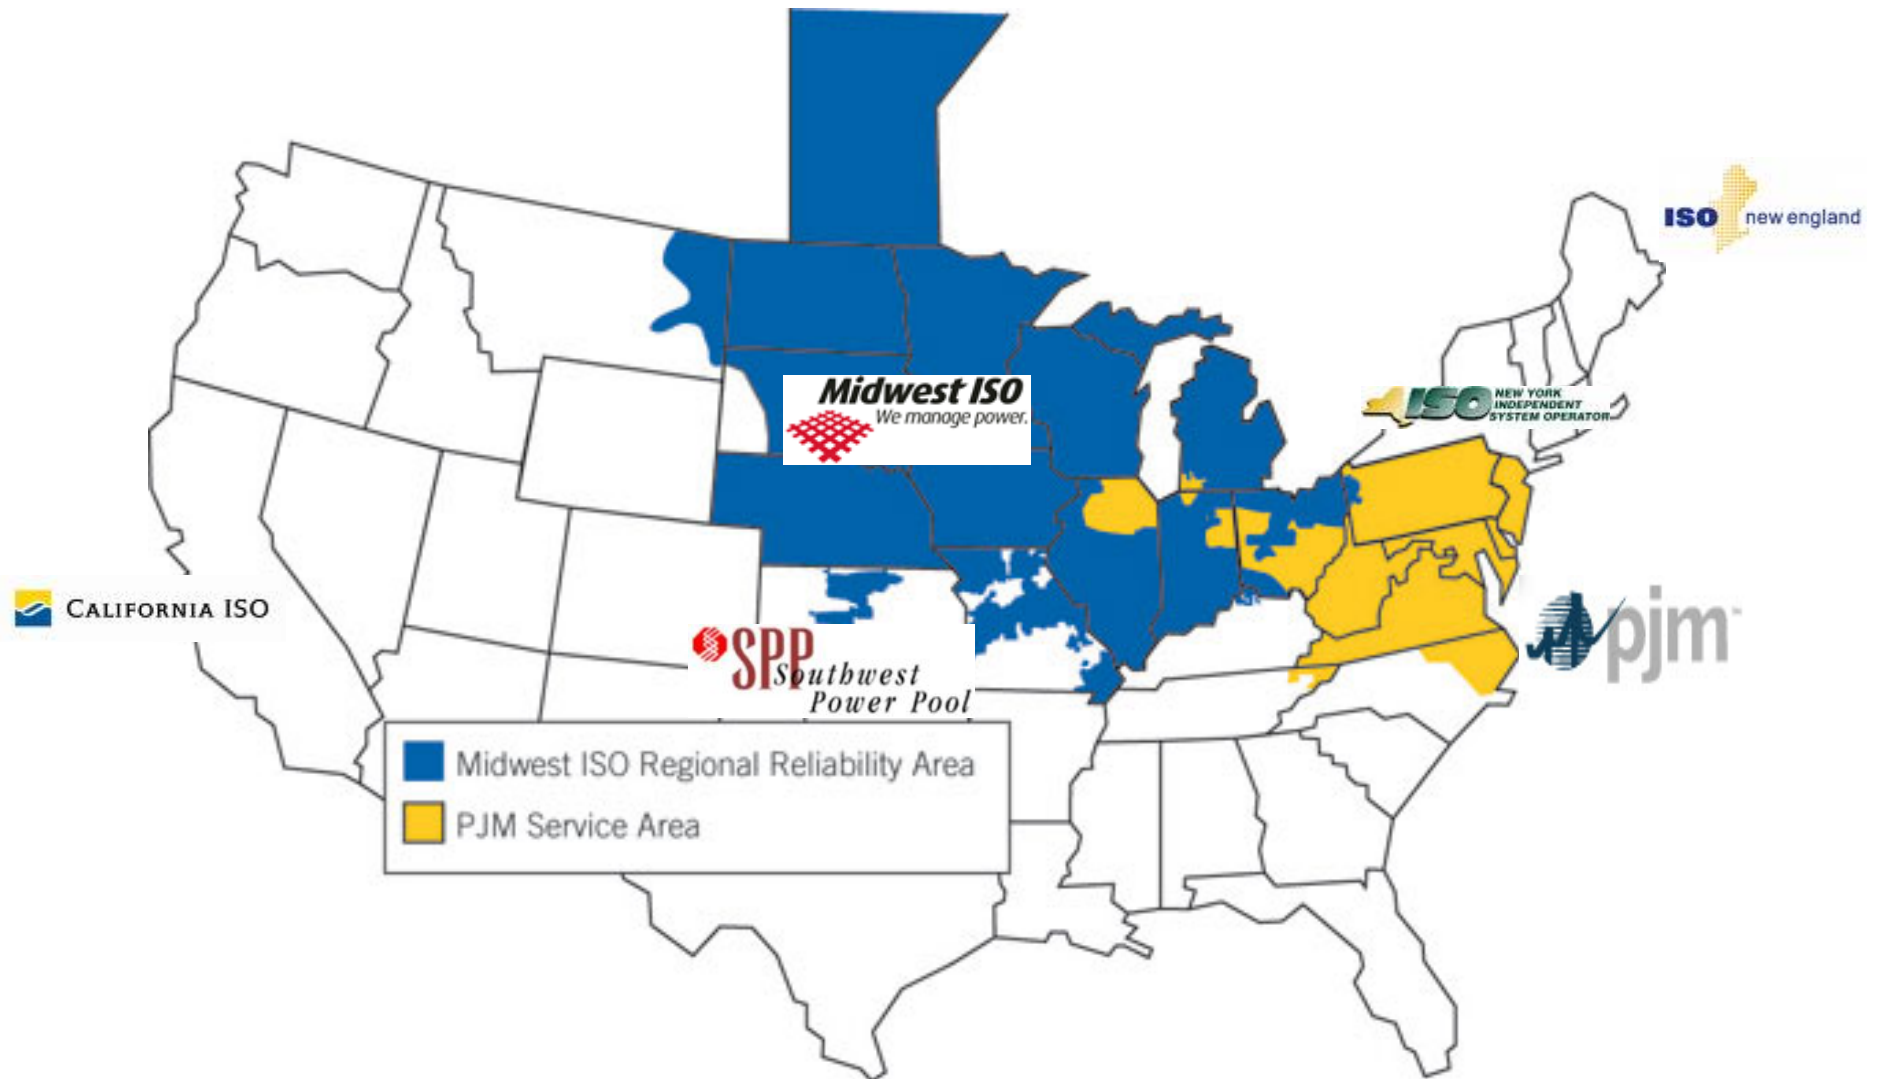 ISO new england
Midwest ISO
We manage power.
ISO NEW YORK
INDEPENDENT
SYSTEM OPERATOR
CALIFORNIA ISO
pjm
SPP
Southwest
Power Pool
Midwest ISO Regional Reliability Area
PJM Service Area